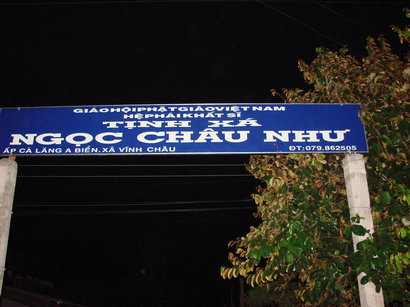 GIÁO HỘI PHẬT GIÁO VIỆT NAM
HỆ PHÁI KHẤT SĨ
TỊNH XÁ
NGỌC CHÂU NHƯ
ẤP CÀ LĂNG A BIỂN. XÃ VĨNH CHÂU ĐT: 079.862505